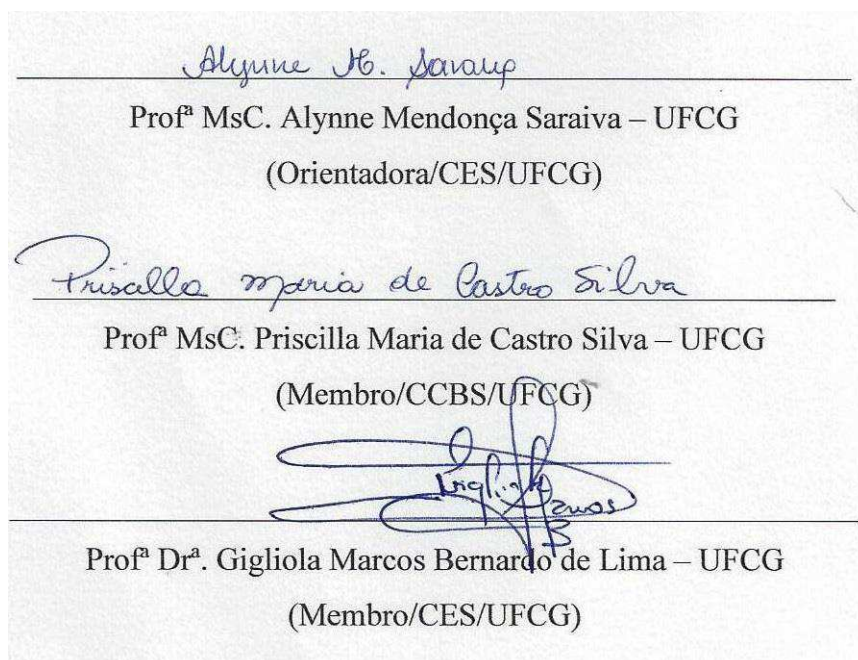 Alynne M. Saraiva
Profª MsC. Alynne Mendonça Saraiva – UFCG
(Orientadora/CES/UFCG)
Priscilla Maria de Castro Silva
Profª MsC. Priscilla Maria de Castro Silva – UFCG
(Membro/CCBS/UFCG)
Profª Drª. Gigliola Marcos Bernardo de Lima – UFCG
(Membro/CES/UFCG)